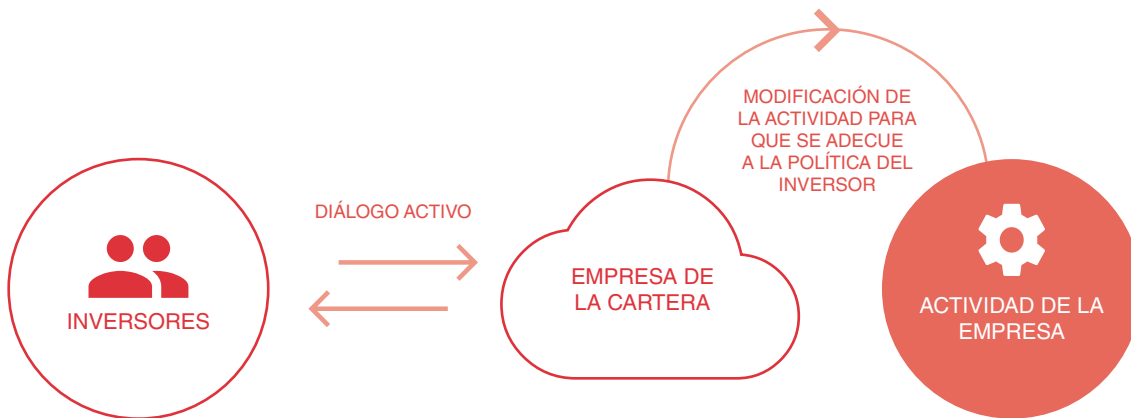 MODIFICACIÓN DE
LA ACTIVIDAD PARA
QUE SE ADECUE
A LA POLÍTICA DEL
INVERSOR
DIÁLOGO ACTIVO
INVERSORES
EMPRESA DE
LA CARTERA
ACTIVIDAD DE LA
EMPRESA